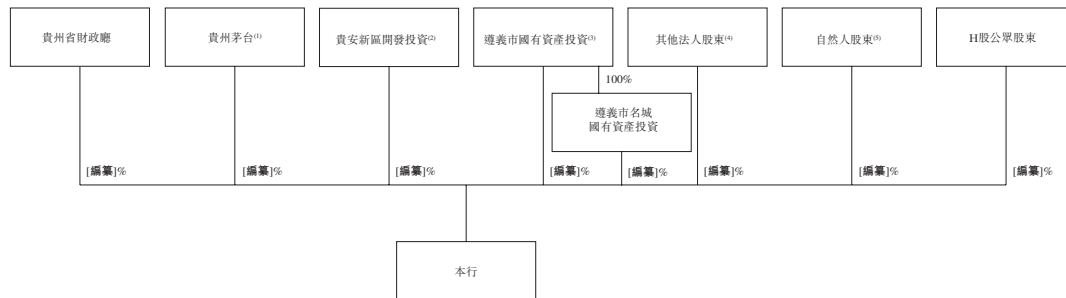 貴州省財政廳
貴州茅台(1)
貴安新區開發投資(2)
遵義市國有資產投資(3)
其他法人股東(4)
自然人股東(5)
H股公眾股東
100%
遵義市名城
國有資產投資
[編纂]%
[編纂]%
[編纂]%
[編纂]%
[編纂]%
[編纂]%
[編纂]%
[編纂]%
本行